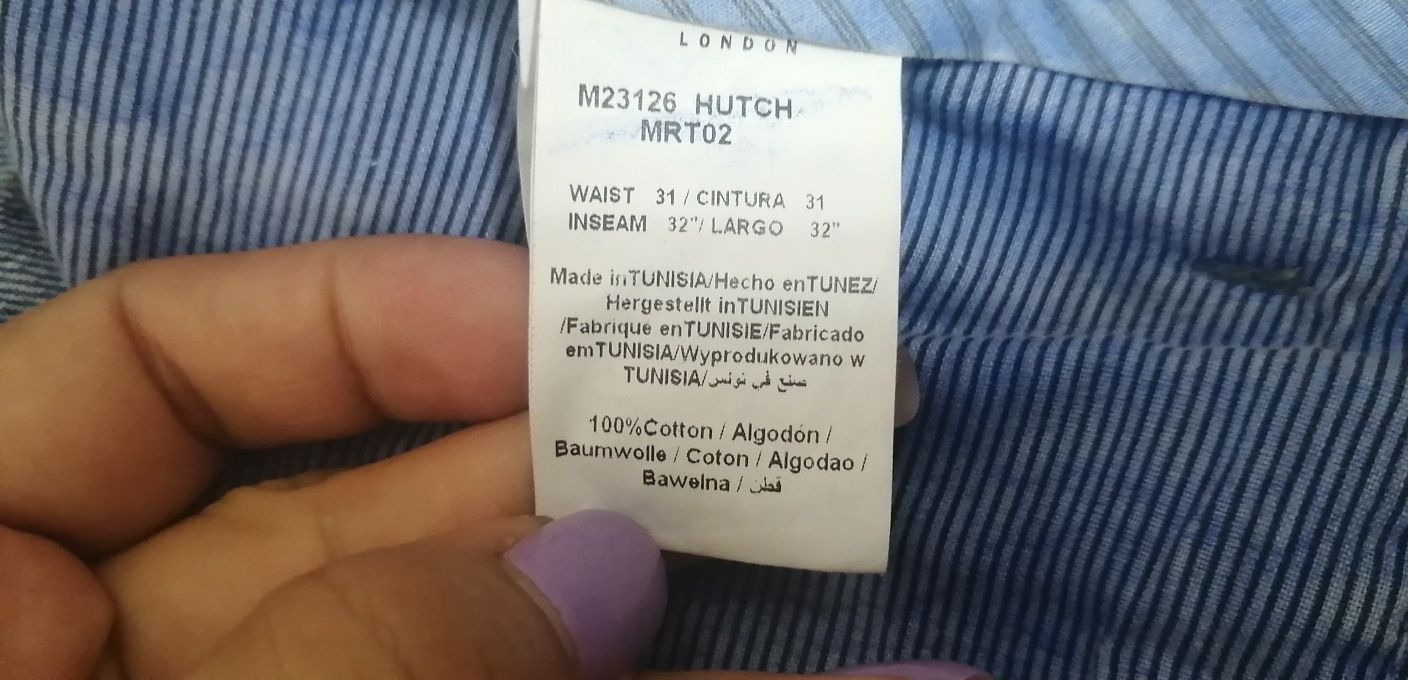 LONDON
M23126 HUTCH
MRT02
WAIST 31 / CINTURA 31
INSEAM 32"/ LARGO 32"
Made inTUNISIA/Hecho enTUNEZ/
Hergestellt inTUNISIEN
/Fabrique enTUNISIE/Fabricado
emTUNISIA/Wyprodukowano w
TUNISIA/صنع في تونس
100%Cotton / Algodón /
Baumwolle / Coton / Algodao /
Bawelna / قطن